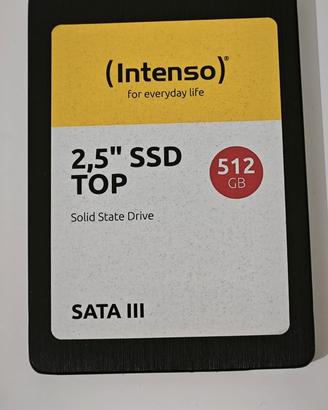 (Intenso)®
for everyday life
2,5" SSD
TOP
512
GB
Solid State Drive
SATA III